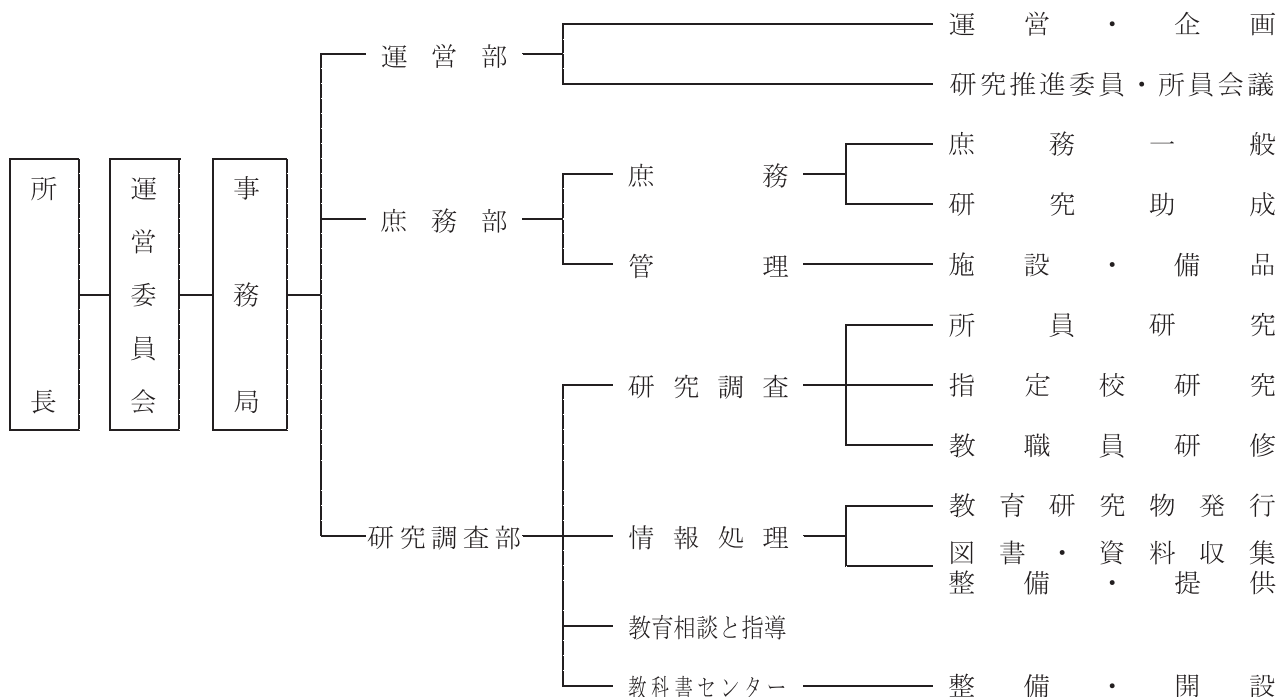 所長
運営委員会
事務局
運営部
運営・企画
研究推進委員・所員会議
庶務部
庶務
庶務一般
研究助成
管理
施設・備品
研究調査部
研究調査
所員研究
指定校研究
教職員研修
情報処理
教育研究物発行
図書・資料収集
整備・提供
教育相談と指導
教科書センター
整備・開設